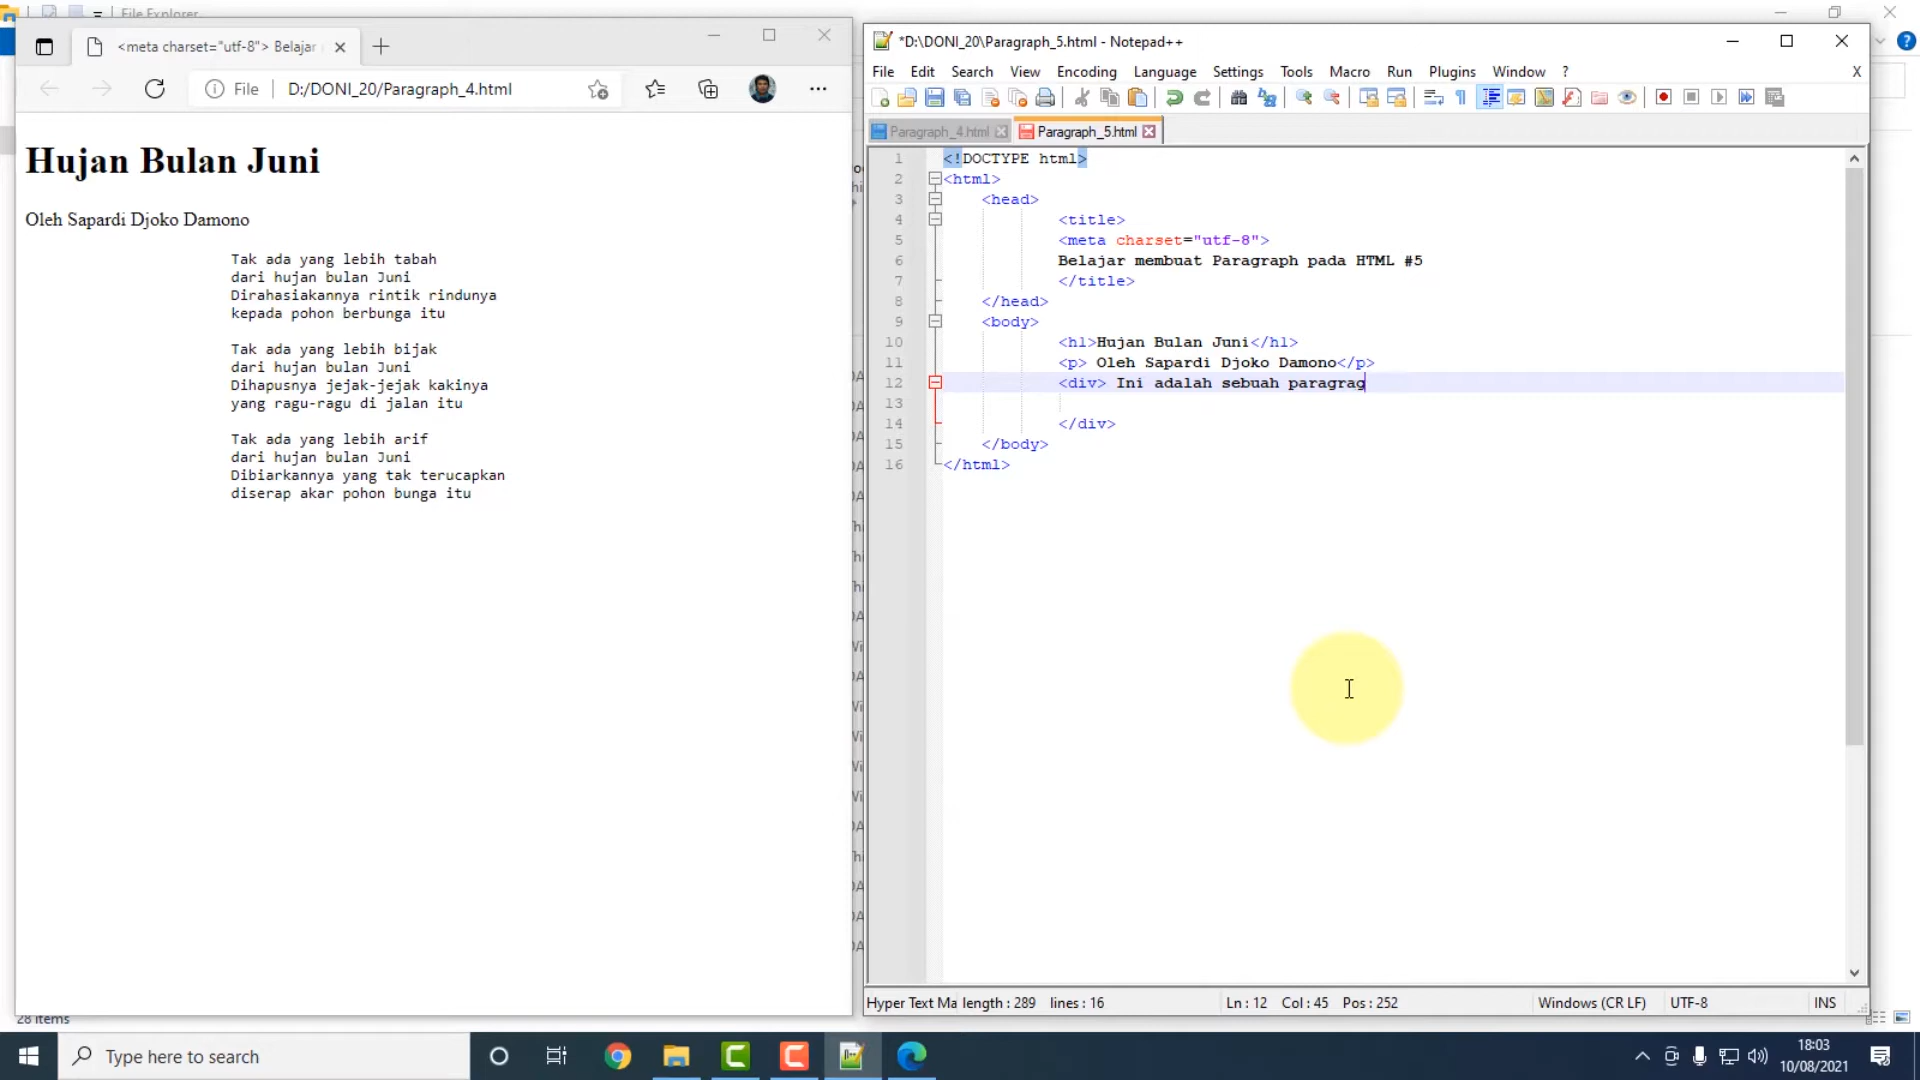 File Explorer
<meta charset="utf-8"> Belajar
File D:/DONI_20/Paragraph_4.html
Hujan Bulan Juni
Oleh Sapardi Djoko Damono
Tak ada yang lebih tabah
dari hujan bulan Juni
Dirahasiakannya rintik rindunya
kepada pohon berbunga itu
Tak ada yang lebih bijak
dari hujan bulan Juni
Dihapusnya jejak-jejak kakinya
yang ragu-ragu di jalan itu
Tak ada yang lebih arif
dari hujan bulan Juni
Dibiarkannya yang tak terucapkan
diserap akar pohon bunga itu
28 items
*D:\DONI_20\Paragraph_5.html - Notepad++
File Edit Search View Encoding Language Settings Tools Macro Run Plugins Window ? X
Paragraph_4.html Paragraph_5.html
1 <!DOCTYPE html>
2 <html>
3 <head>
4 <title>
5 <meta charset="utf-8">
6 Belajar membuat Paragraph pada HTML #5
7 </title>
8 </head>
9 <body>
10 <h1>Hujan Bulan Juni</h1>
11 <p> Oleh Sapardi Djoko Damono</p>
12 <div> Ini adalah sebuah paragrag
13
14 </div>
15 </body>
16 </html>
Hyper Text Ma length : 289 lines : 16 Ln : 12 Col : 45 Pos : 252 Windows (CR LF) UTF-8 INS
Type here to search
18:03
10/08/2021